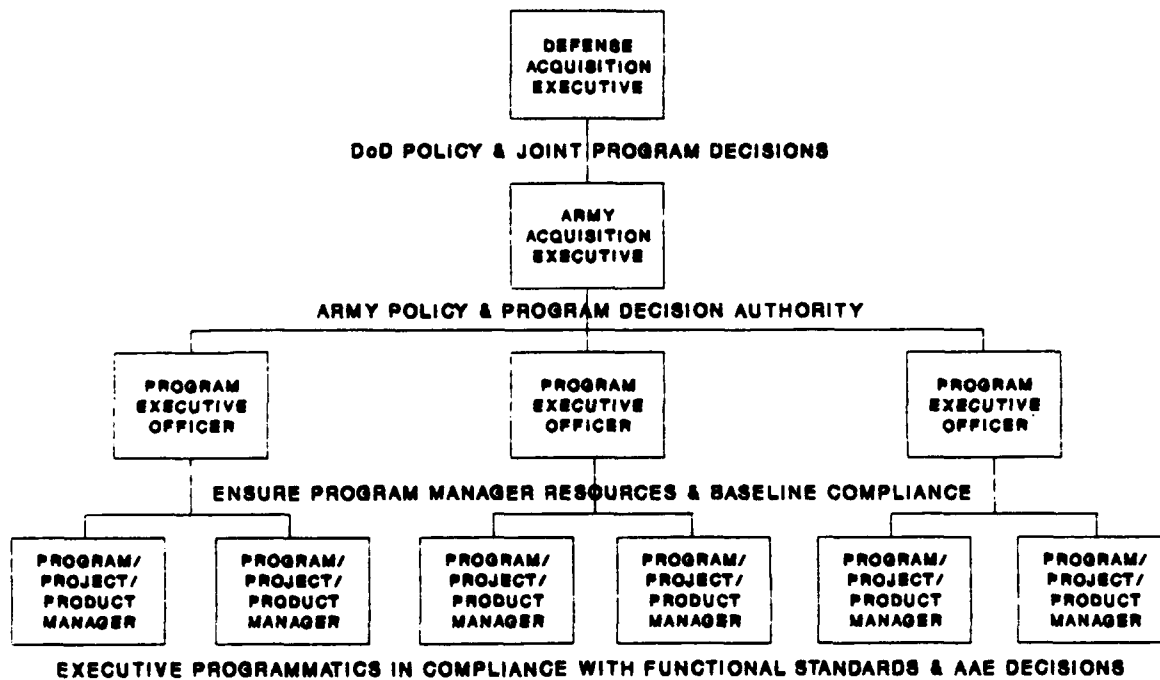 DEFENSE
ACQUISITION
EXECUTIVE
DoD POLICY & JOINT PROGRAM DECISIONS
ARMY
ACQUISITION
EXECUTIVE
ARMY POLICY & PROGRAM DECISION AUTHORITY
PROGRAM
EXECUTIVE
OFFICER
PROGRAM
EXECUTIVE
OFFICER
PROGRAM
EXECUTIVE
OFFICER
ENSURE PROGRAM MANAGER RESOURCES & BASELINE COMPLIANCE
PROGRAM/
PROJECT/
PRODUCT
MANAGER
PROGRAM/
PROJECT/
PRODUCT
MANAGER
PROGRAM/
PROJECT/
PRODUCT
MANAGER
PROGRAM/
PROJECT/
PRODUCT
MANAGER
PROGRAM/
PROJECT/
PRODUCT
MANAGER
PROGRAM/
PROJECT/
PRODUCT
MANAGER
EXECUTIVE PROGRAMMATICS IN COMPLIANCE WITH FUNCTIONAL STANDARDS & AAE DECISIONS